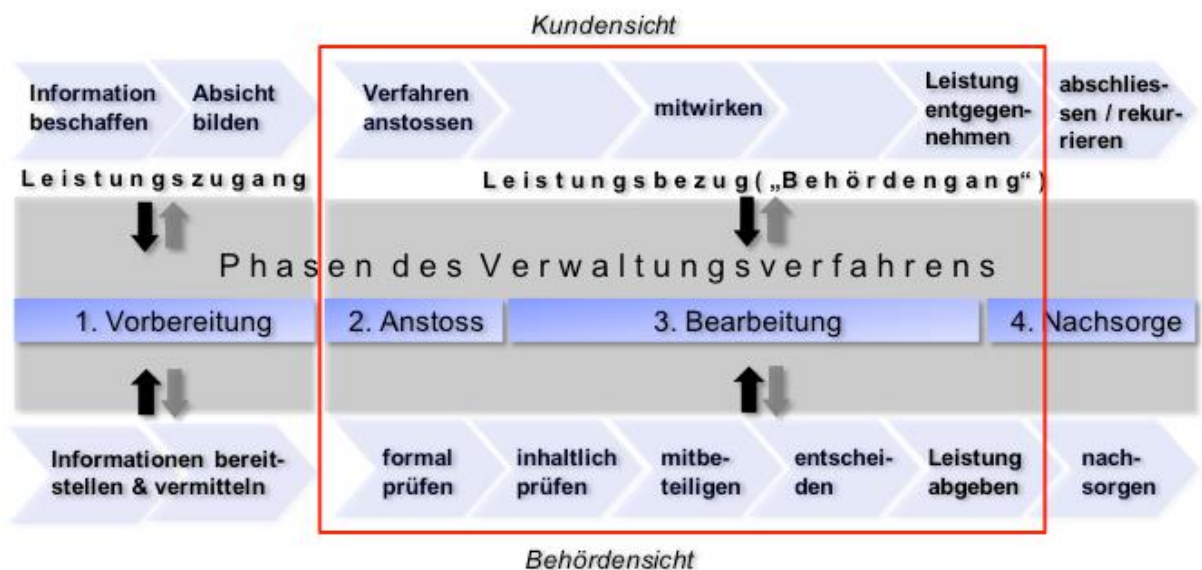 Kundensicht
Information
beschaffen
Absicht
bilden
Verfahren
anstossen
mitwirken
Leistung
entgegen-
nehmen
abschlies-
sen / rekur-
rieren
Leistungszugang
Leistungsbezug(„Behördengang“)
Phasen des Verwaltungsverfahrens
1. Vorbereitung
2. Anstoss
3. Bearbeitung
4. Nachsorge
Informationen bereit-
stellen & vermitteln
formal
prüfen
inhaltlich
prüfen
mitbe-
teiligen
entschei-
den
Leistung
abgeben
nach-
sorgen
Behördensicht